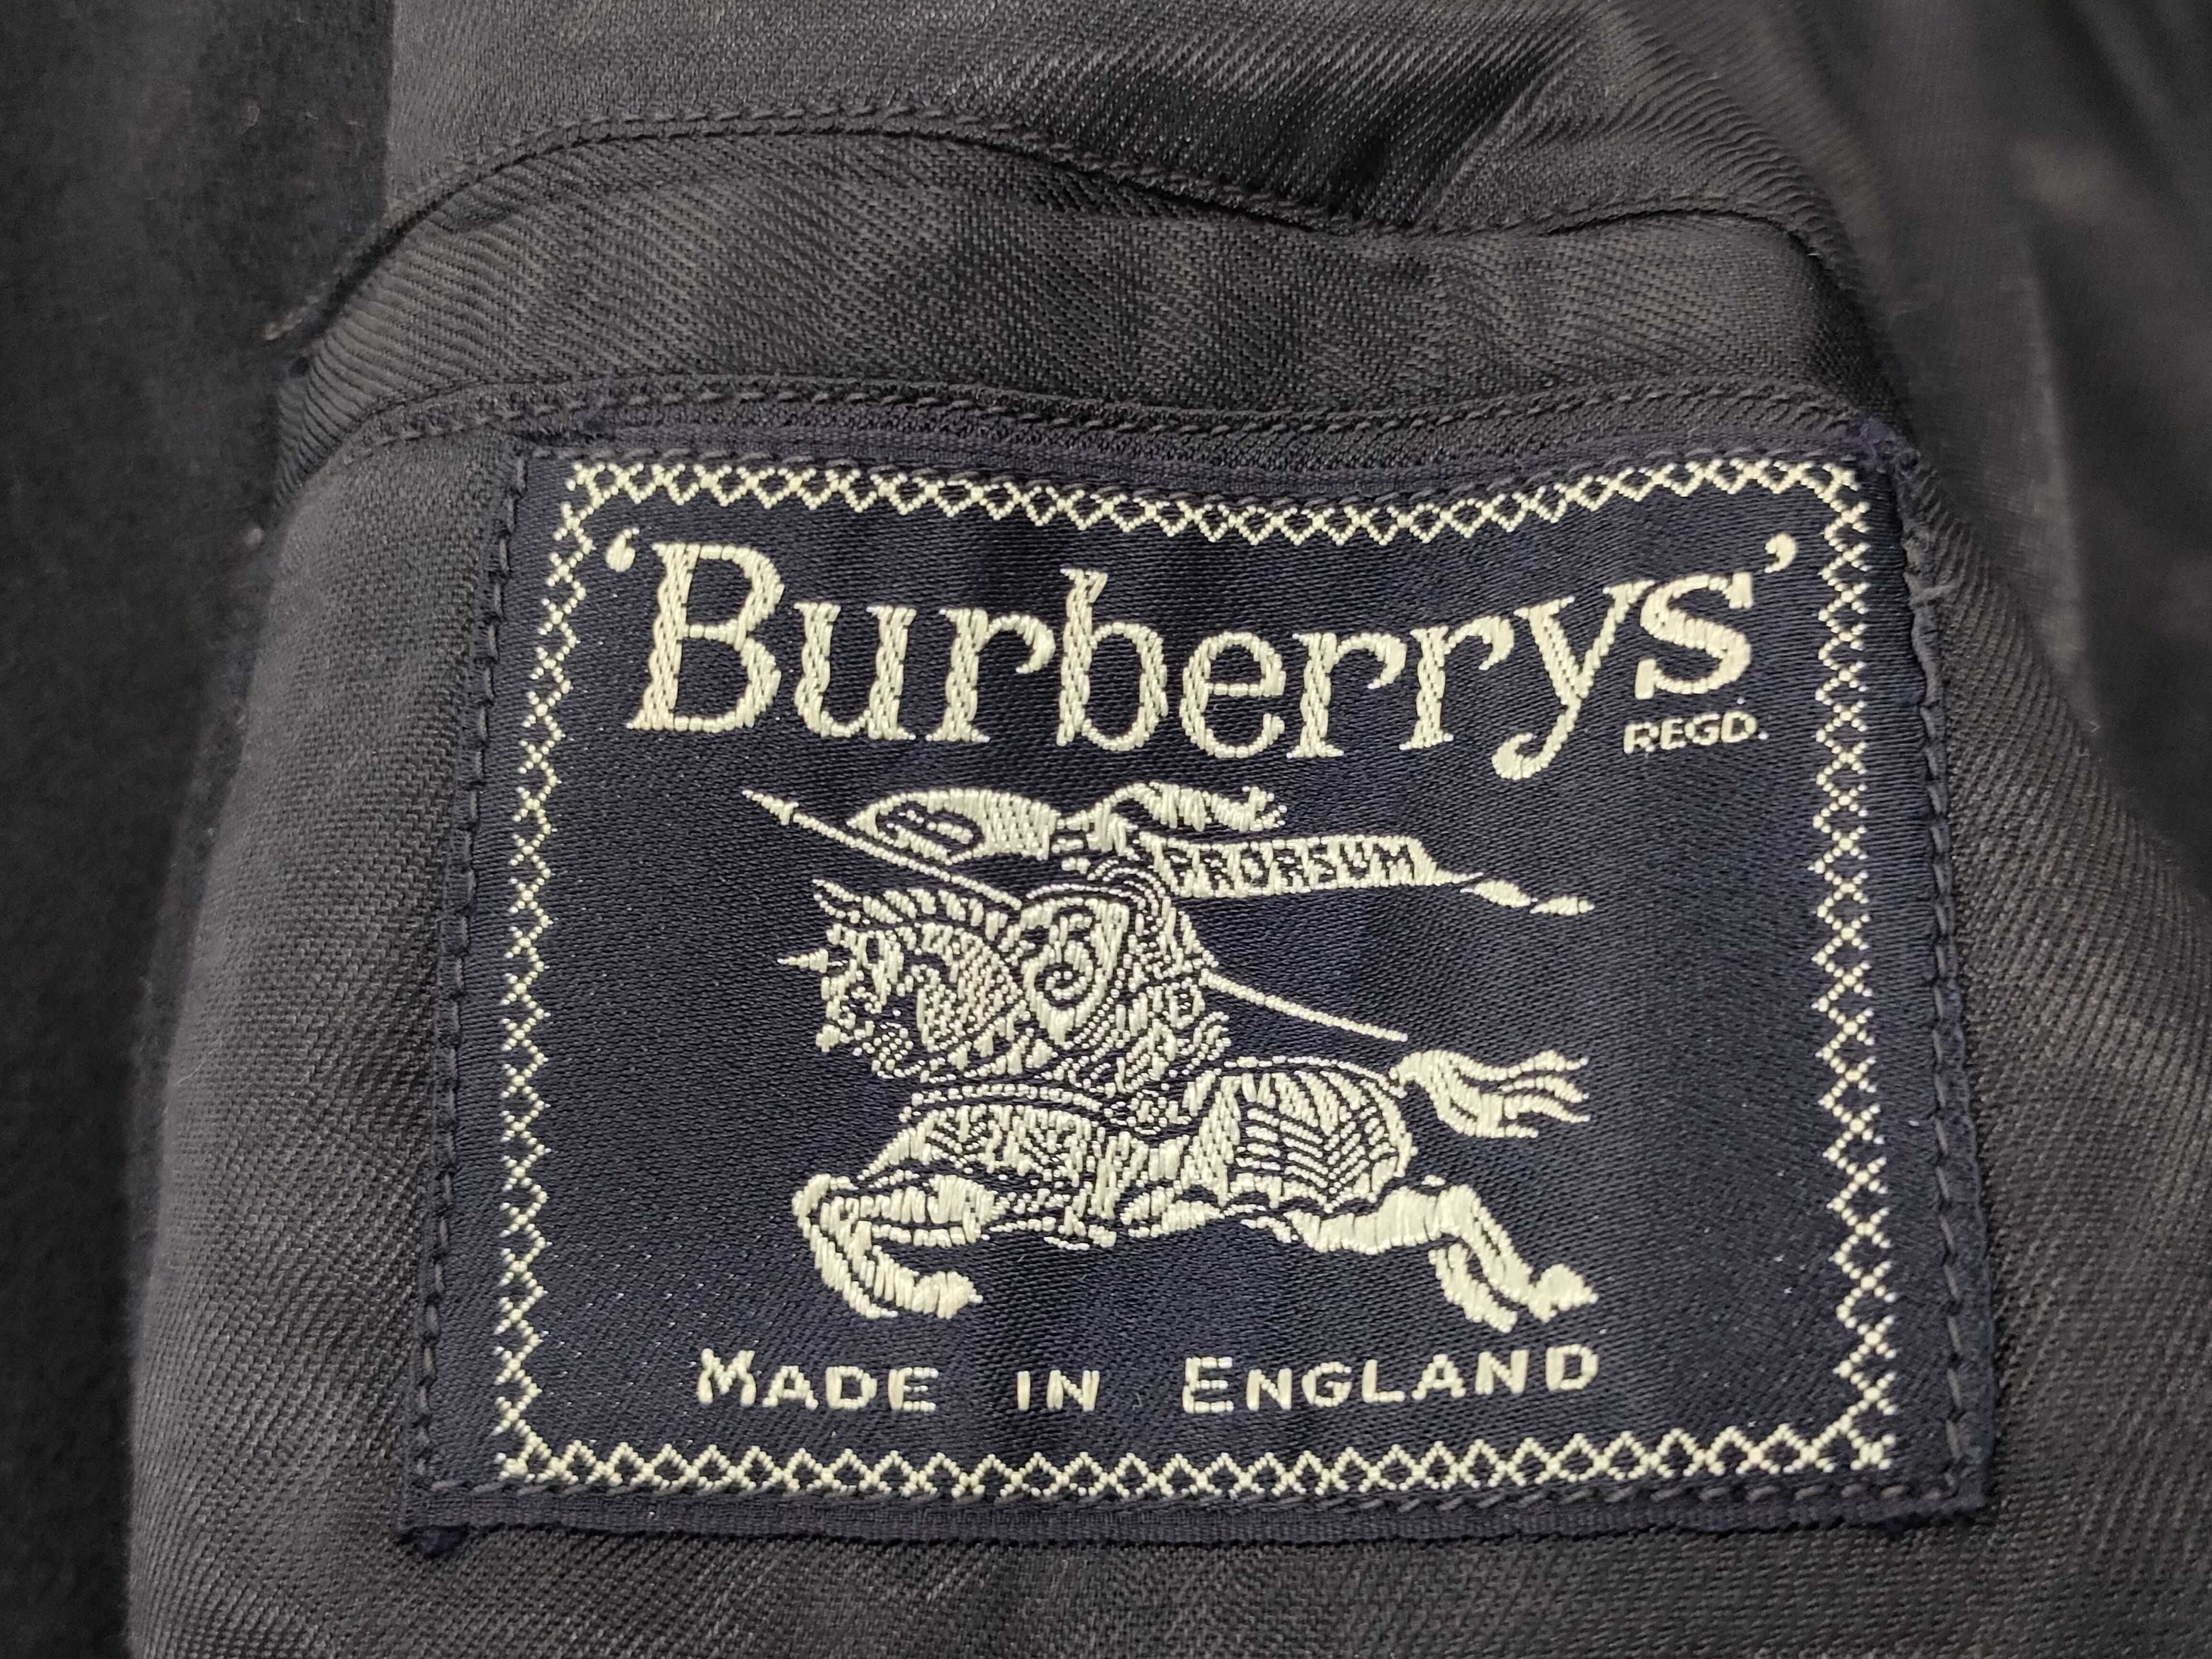 ‘Burberrys’
REGD.
PRORSUM
MADE IN ENGLAND